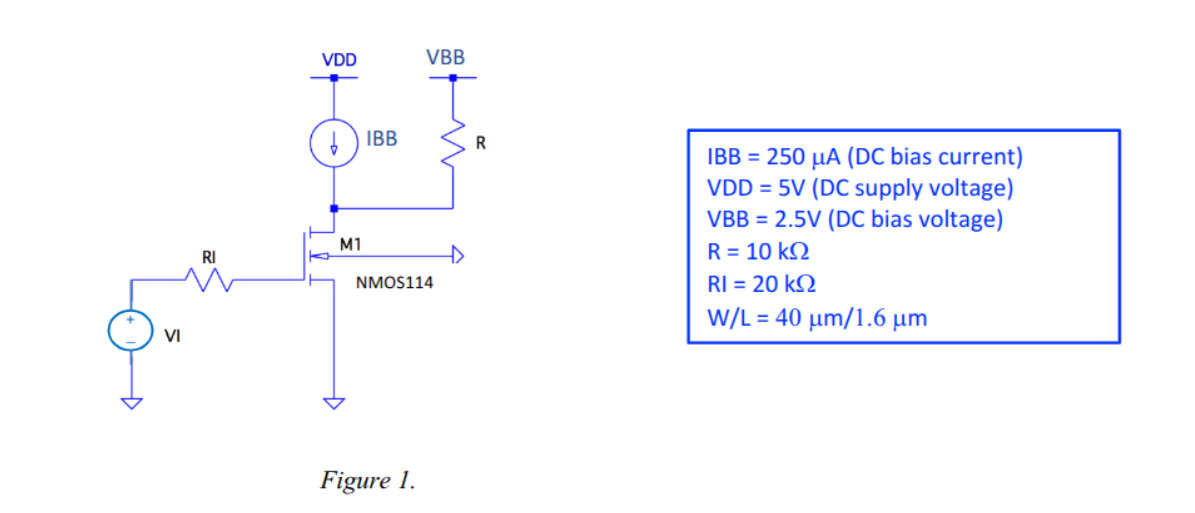 VDD
VBB
IBB
R
M1
RI
NMOS114
+
–
VI
IBB = 250 μA (DC bias current)
VDD = 5V (DC supply voltage)
VBB = 2.5V (DC bias voltage)
R = 10 kΩ
RI = 20 kΩ
W/L = 40 μm/1.6 μm
Figure 1.